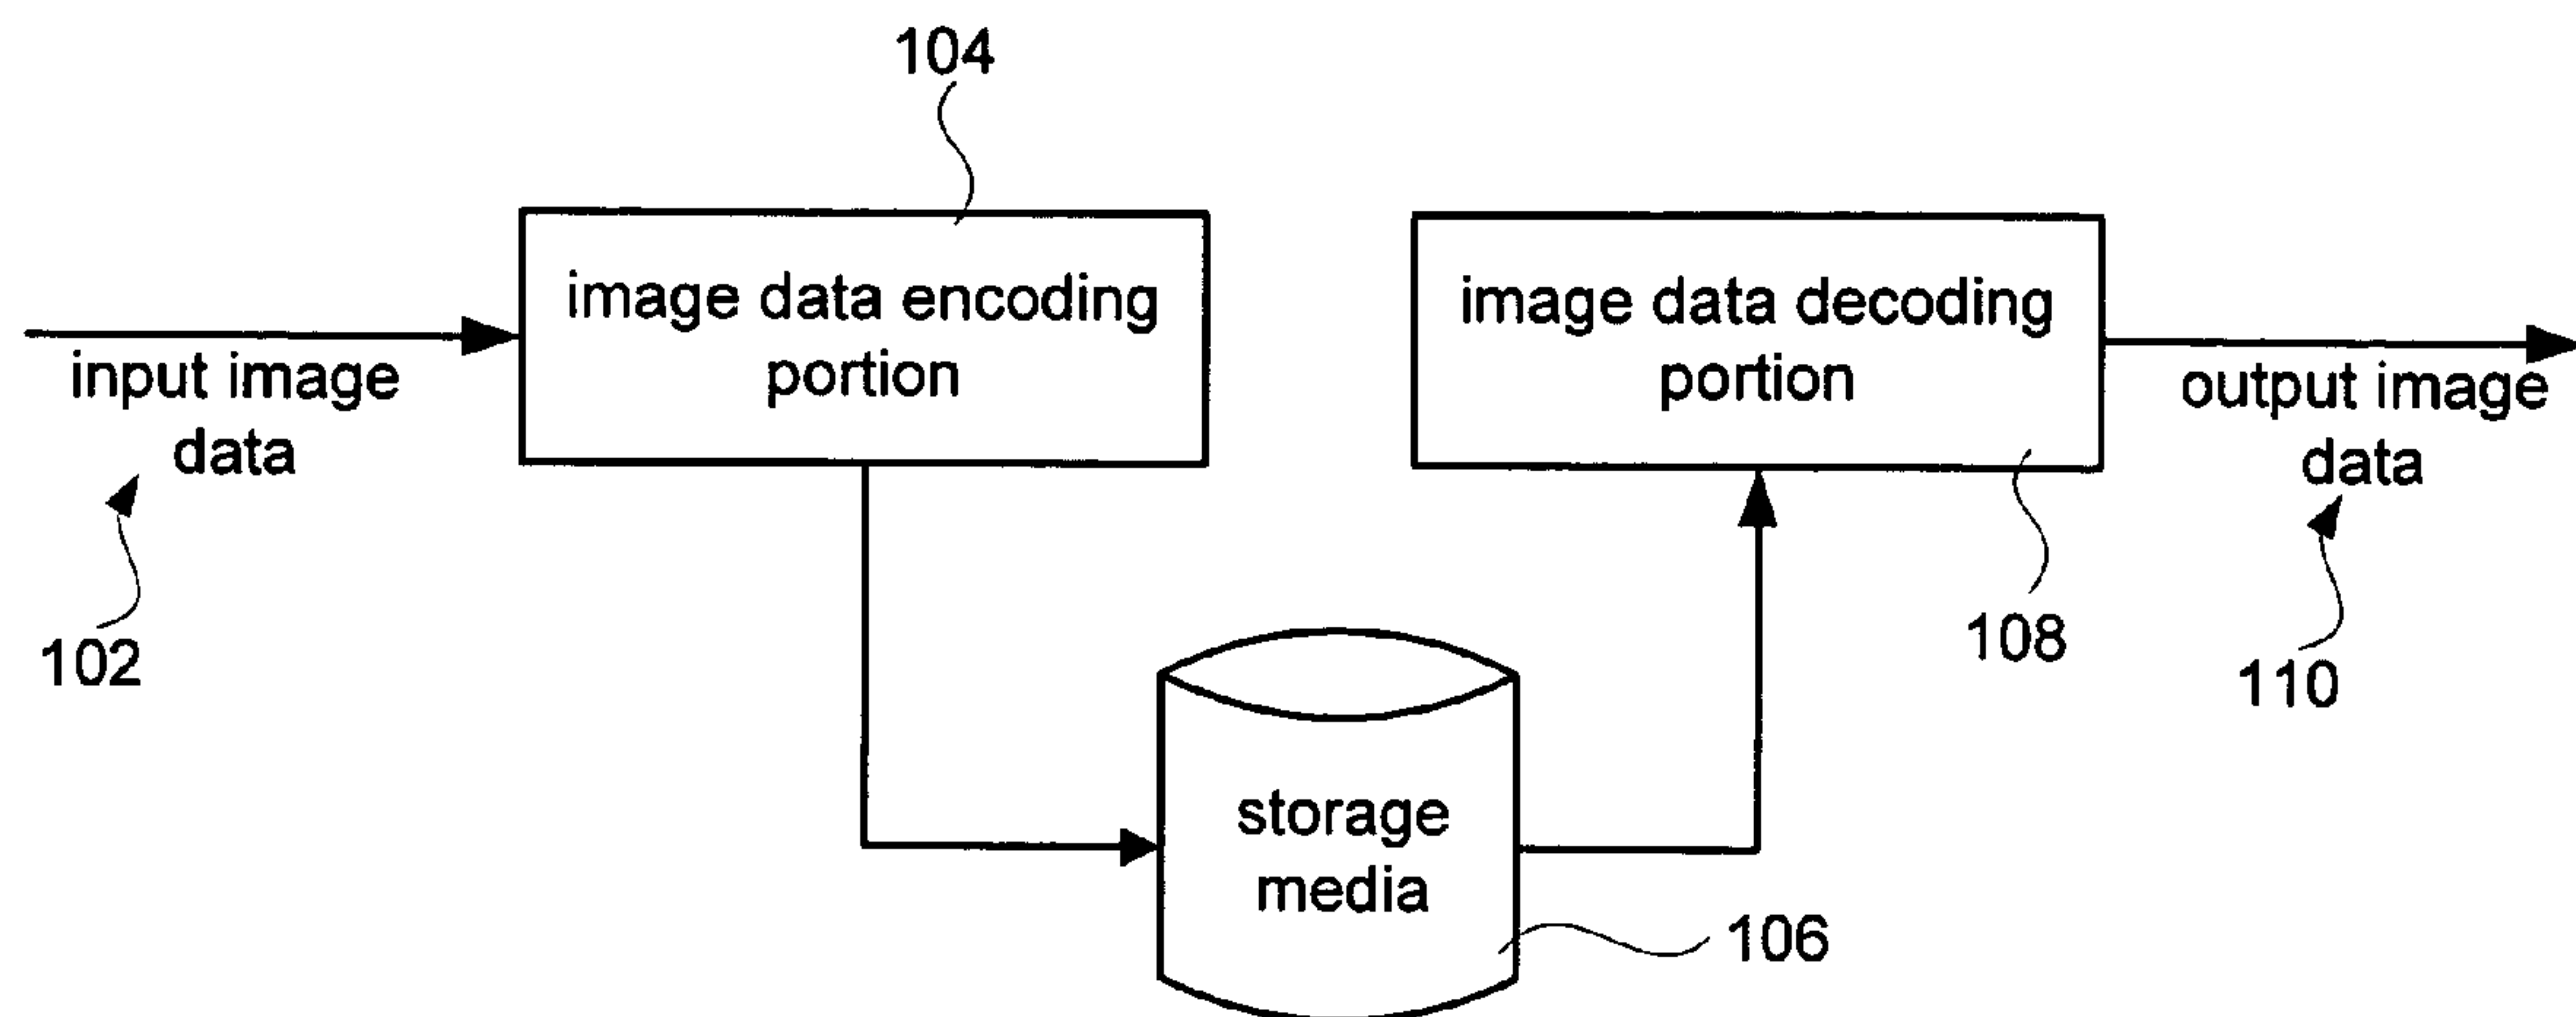 104
image data encoding
portion
image data decoding
portion
input image
data
output image
data
102
108
110
storage
media
106